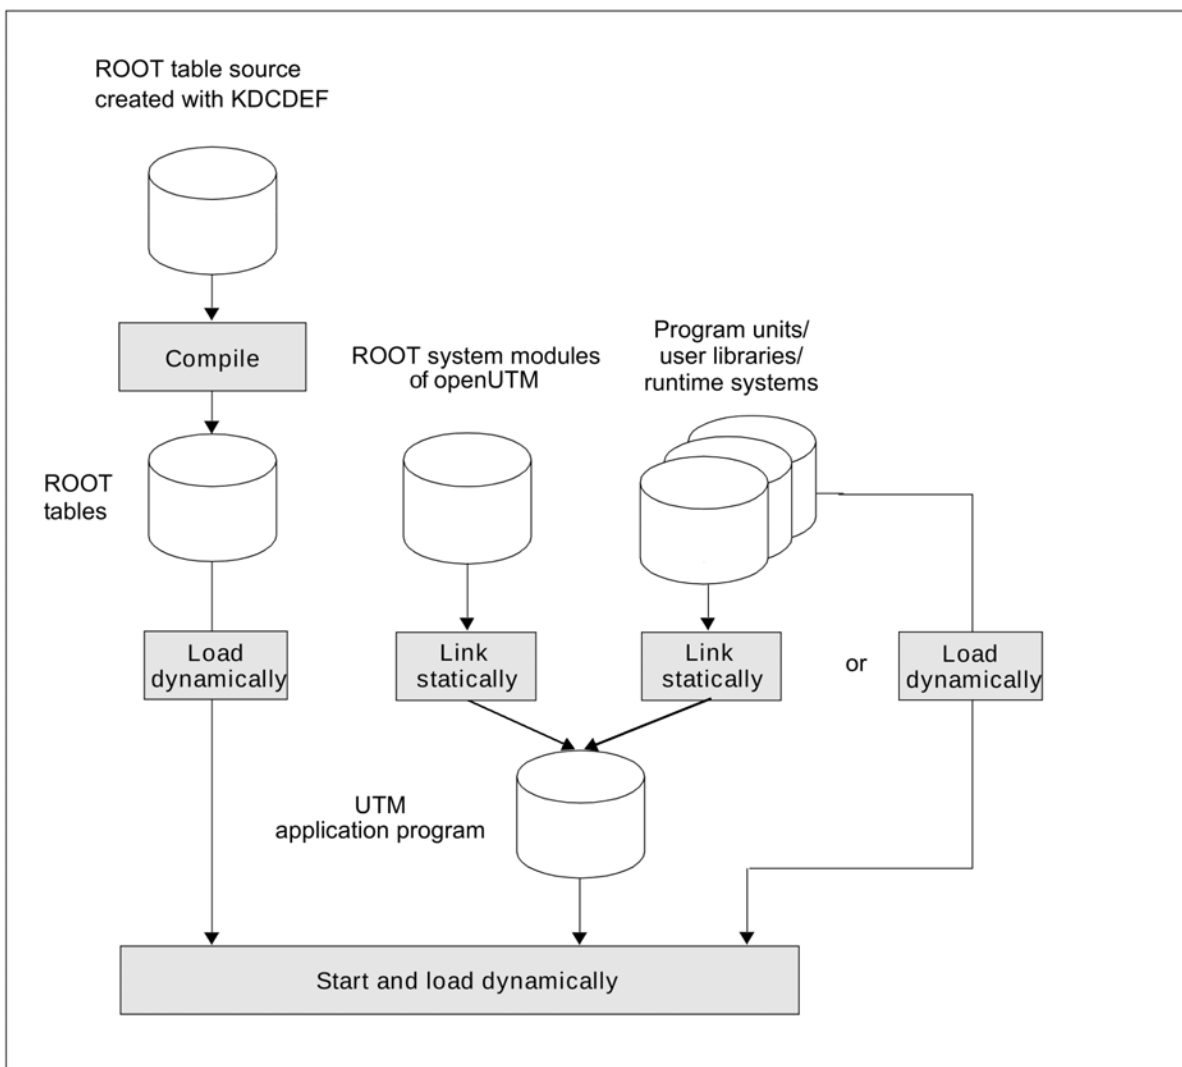 ROOT table source
created with KDCDEF
Compile
ROOT system modules
of openUTM
Program units/
user libraries/
runtime systems
ROOT
tables
Load
dynamically
Link
statically
Link
statically
or
Load
dynamically
UTM
application program
Start and load dynamically